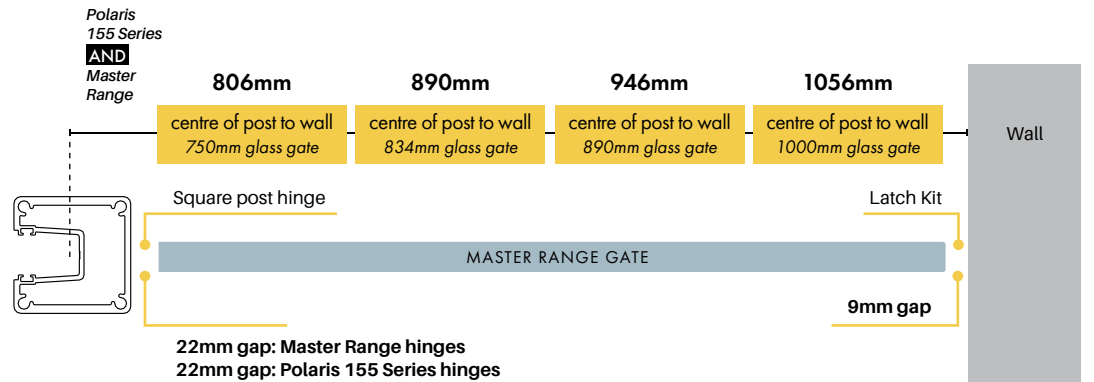 Polaris
155 Series
AND
Master
Range
806mm
890mm
946mm
1056mm
centre of post to wall
750mm glass gate
centre of post to wall
834mm glass gate
centre of post to wall
890mm glass gate
centre of post to wall
1000mm glass gate
Wall
Square post hinge
Latch Kit
MASTER RANGE GATE
9mm gap
22mm gap: Master Range hinges
22mm gap: Polaris 155 Series hinges